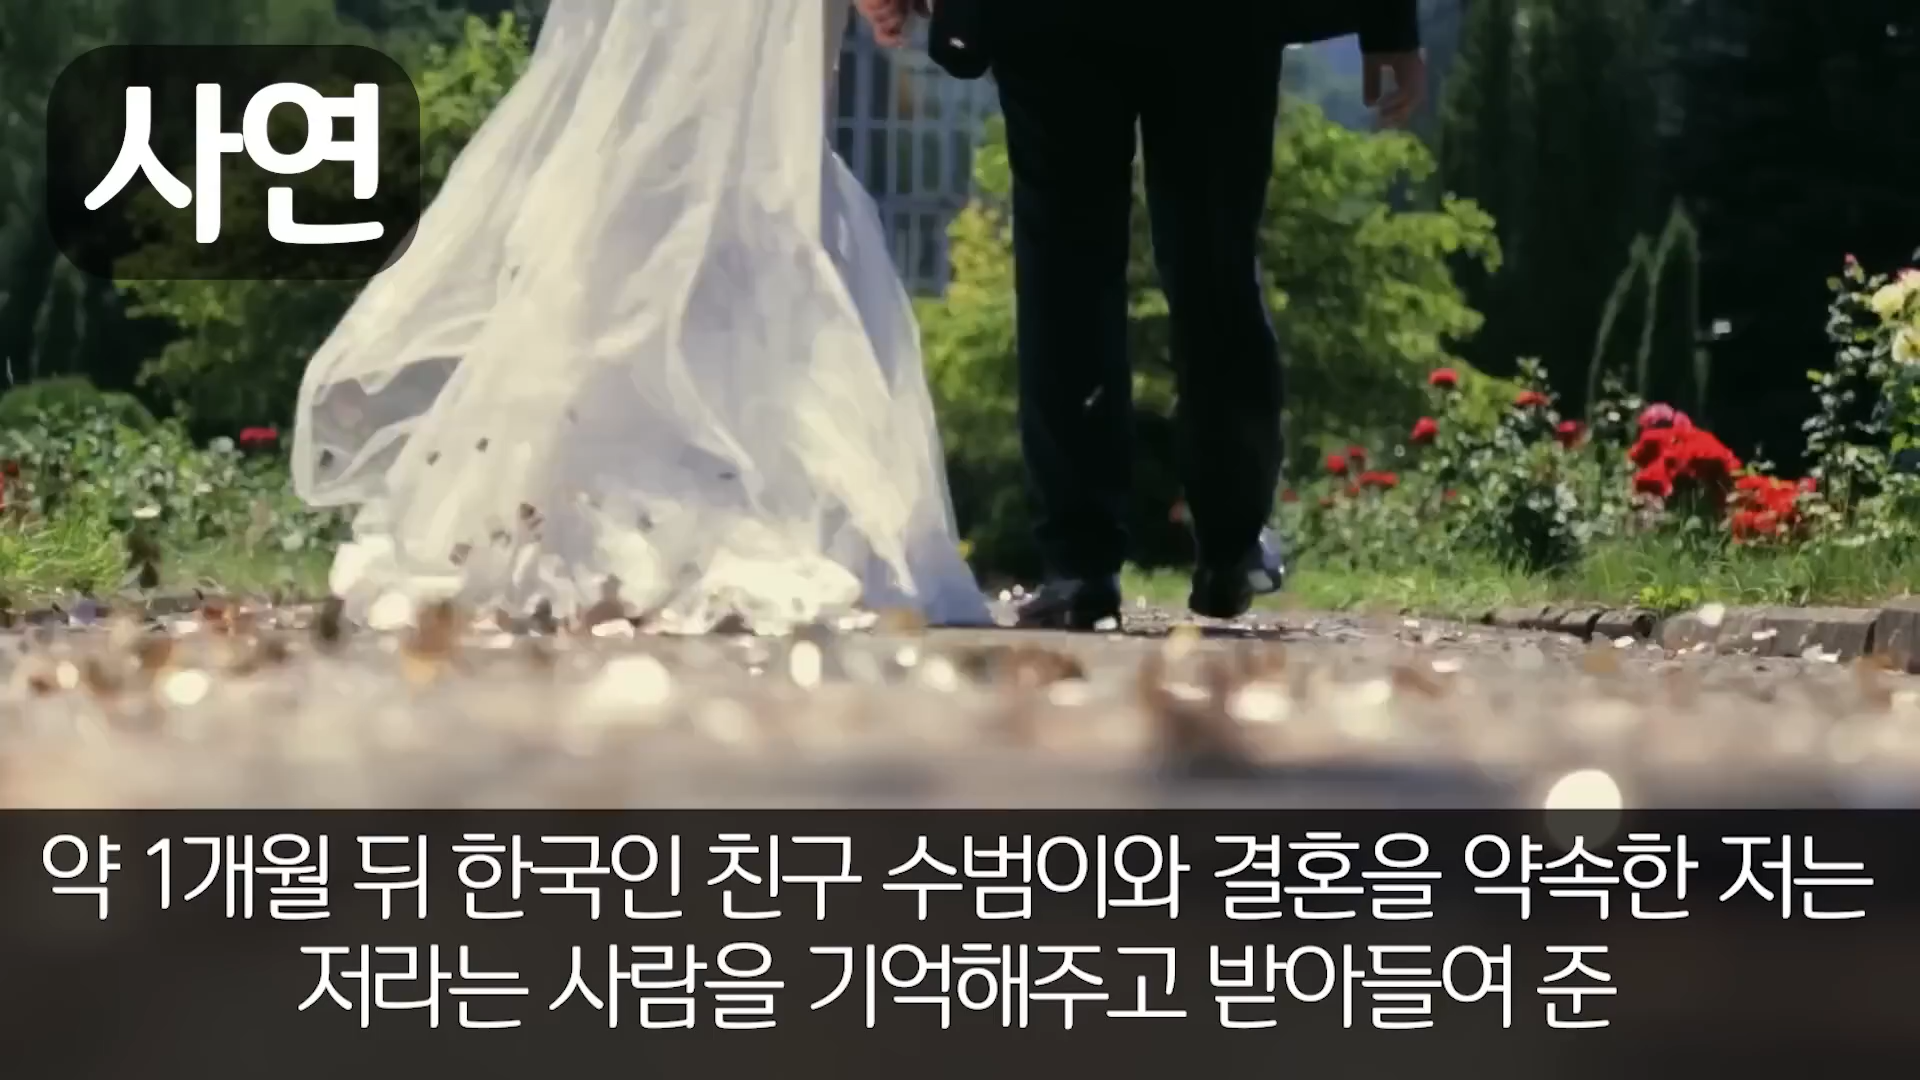 사연
약 1개월 뒤 한국인 친구 수범이와 결혼을 약속한 저는
저라는 사람을 기억해주고 받아들여 준